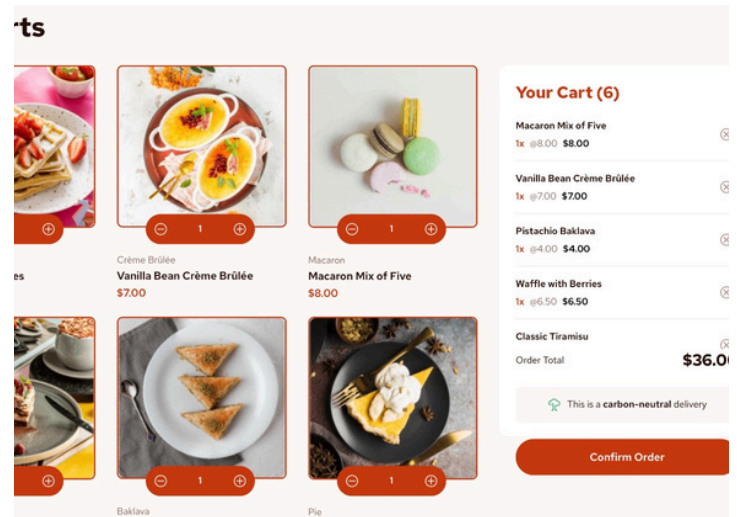 rts
1
Crème Brûlée
Vanilla Bean Crème Brûlée
$7.00
1
Macaron
Macaron Mix of Five
$8.00
es
1
Baklava
1
Pie
Your Cart (6)
Macaron Mix of Five
1x @8.00 $8.00
Vanilla Bean Crème Brûlée
1x @7.00 $7.00
Pistachio Baklava
1x @4.00 $4.00
Waffle with Berries
1x @6.50 $6.50
Classic Tiramisu
Order Total $36.00
This is a carbon-neutral delivery
Confirm Order